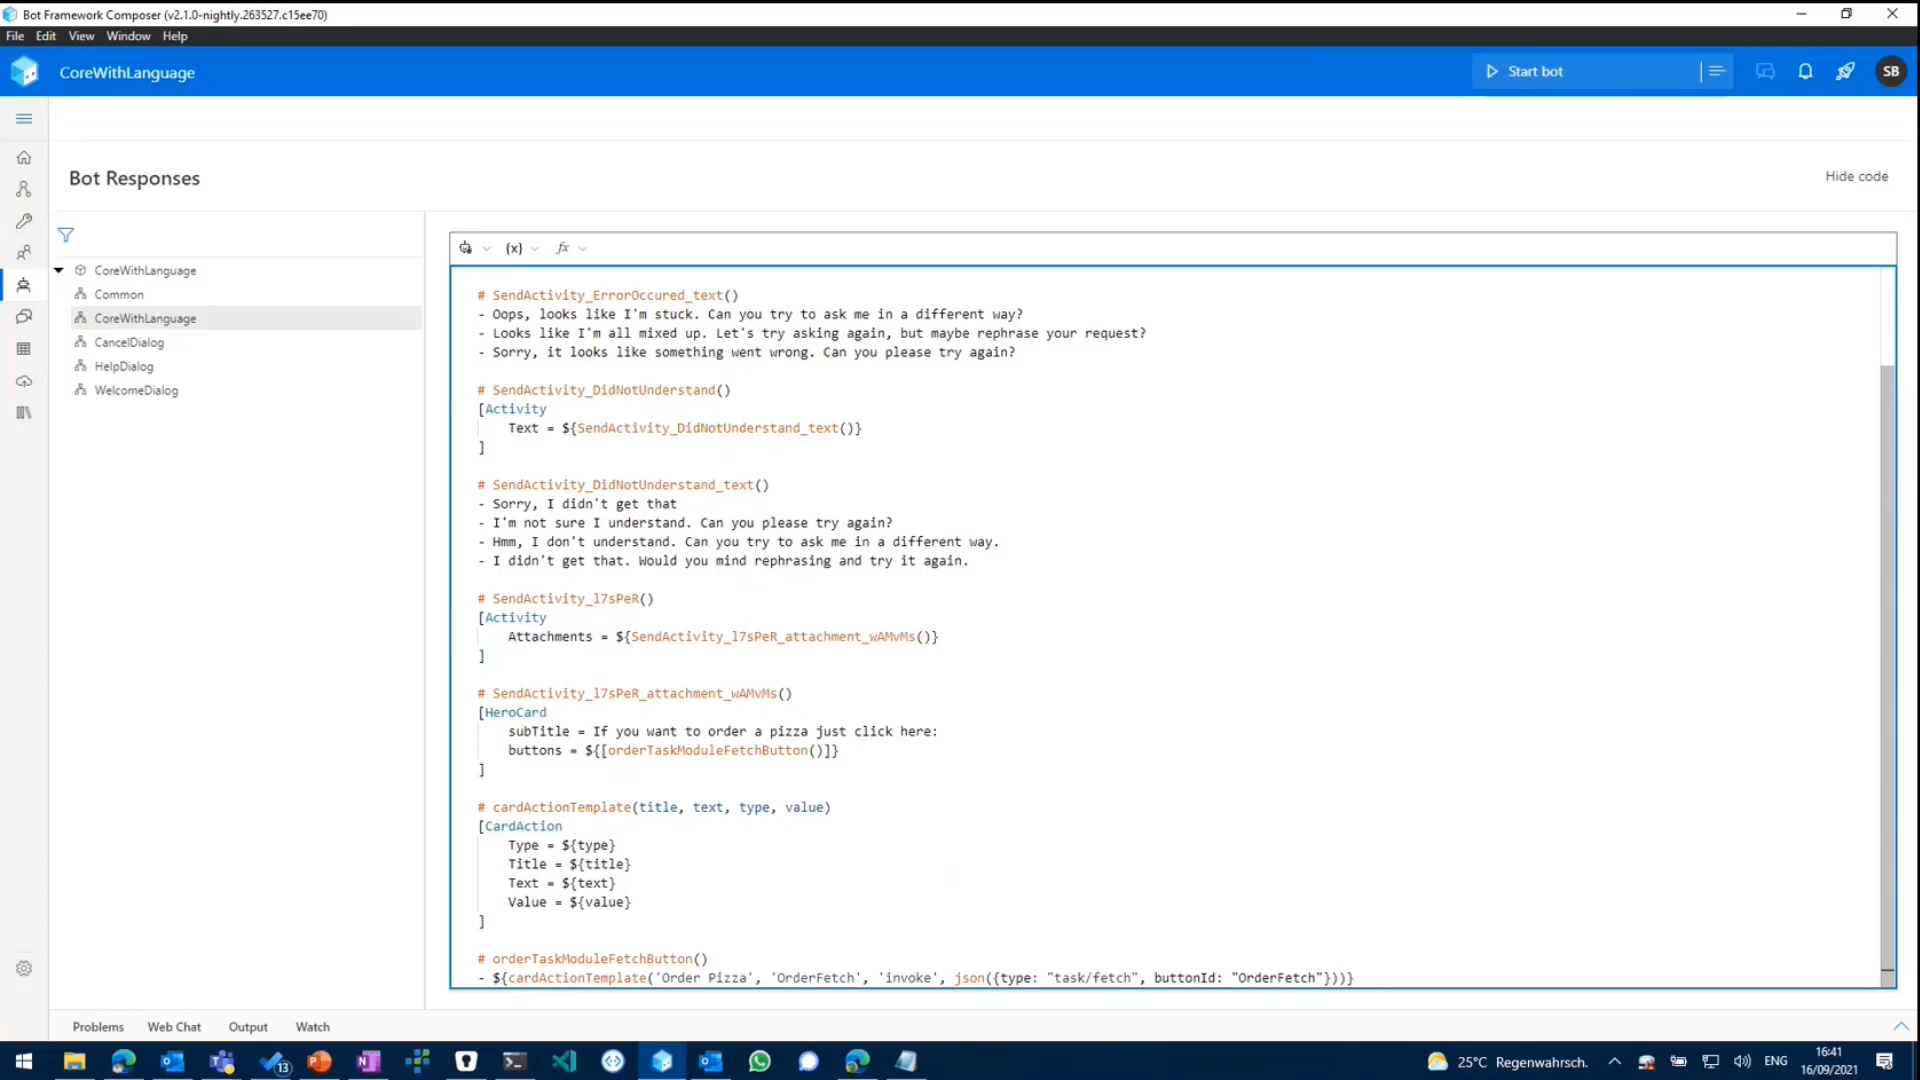 Bot Framework Composer (v2.1.0-nightly.263527.c15ee70)
File Edit View Window Help
CoreWithLanguage
Start bot
SB
Bot Responses
Hide code
{x} fx
CoreWithLanguage
Common
CoreWithLanguage
CancelDialog
HelpDialog
WelcomeDialog
# SendActivity_ErrorOccured_text()
- Oops, looks like I'm stuck. Can you try to ask me in a different way?
- Looks like I'm all mixed up. Let's try asking again, but maybe rephrase your request?
- Sorry, it looks like something went wrong. Can you please try again?
# SendActivity_DidNotUnderstand()
[Activity
Text = ${SendActivity_DidNotUnderstand_text()}
]
# SendActivity_DidNotUnderstand_text()
- Sorry, I didn't get that
- I'm not sure I understand. Can you please try again?
- Hmm, I don't understand. Can you try to ask me in a different way.
- I didn't get that. Would you mind rephrasing and try it again.
# SendActivity_l7sPeR()
[Activity
Attachments = ${SendActivity_l7sPeR_attachment_wAMvMs()}
]
# SendActivity_l7sPeR_attachment_wAMvMs()
[HeroCard
subTitle = If you want to order a pizza just click here:
buttons = ${[orderTaskModuleFetchButton()]}
]
# cardActionTemplate(title, text, type, value)
[CardAction
Type = ${type}
Title = ${title}
Text = ${text}
Value = ${value}
]
# orderTaskModuleFetchButton()
- ${cardActionTemplate('Order Pizza', 'OrderFetch', 'invoke', json({type: "task/fetch", buttonId: "OrderFetch"}))}
Problems Web Chat Output Watch
13
25°C Regenwahrsch.
ENG
16:41
16/09/2021